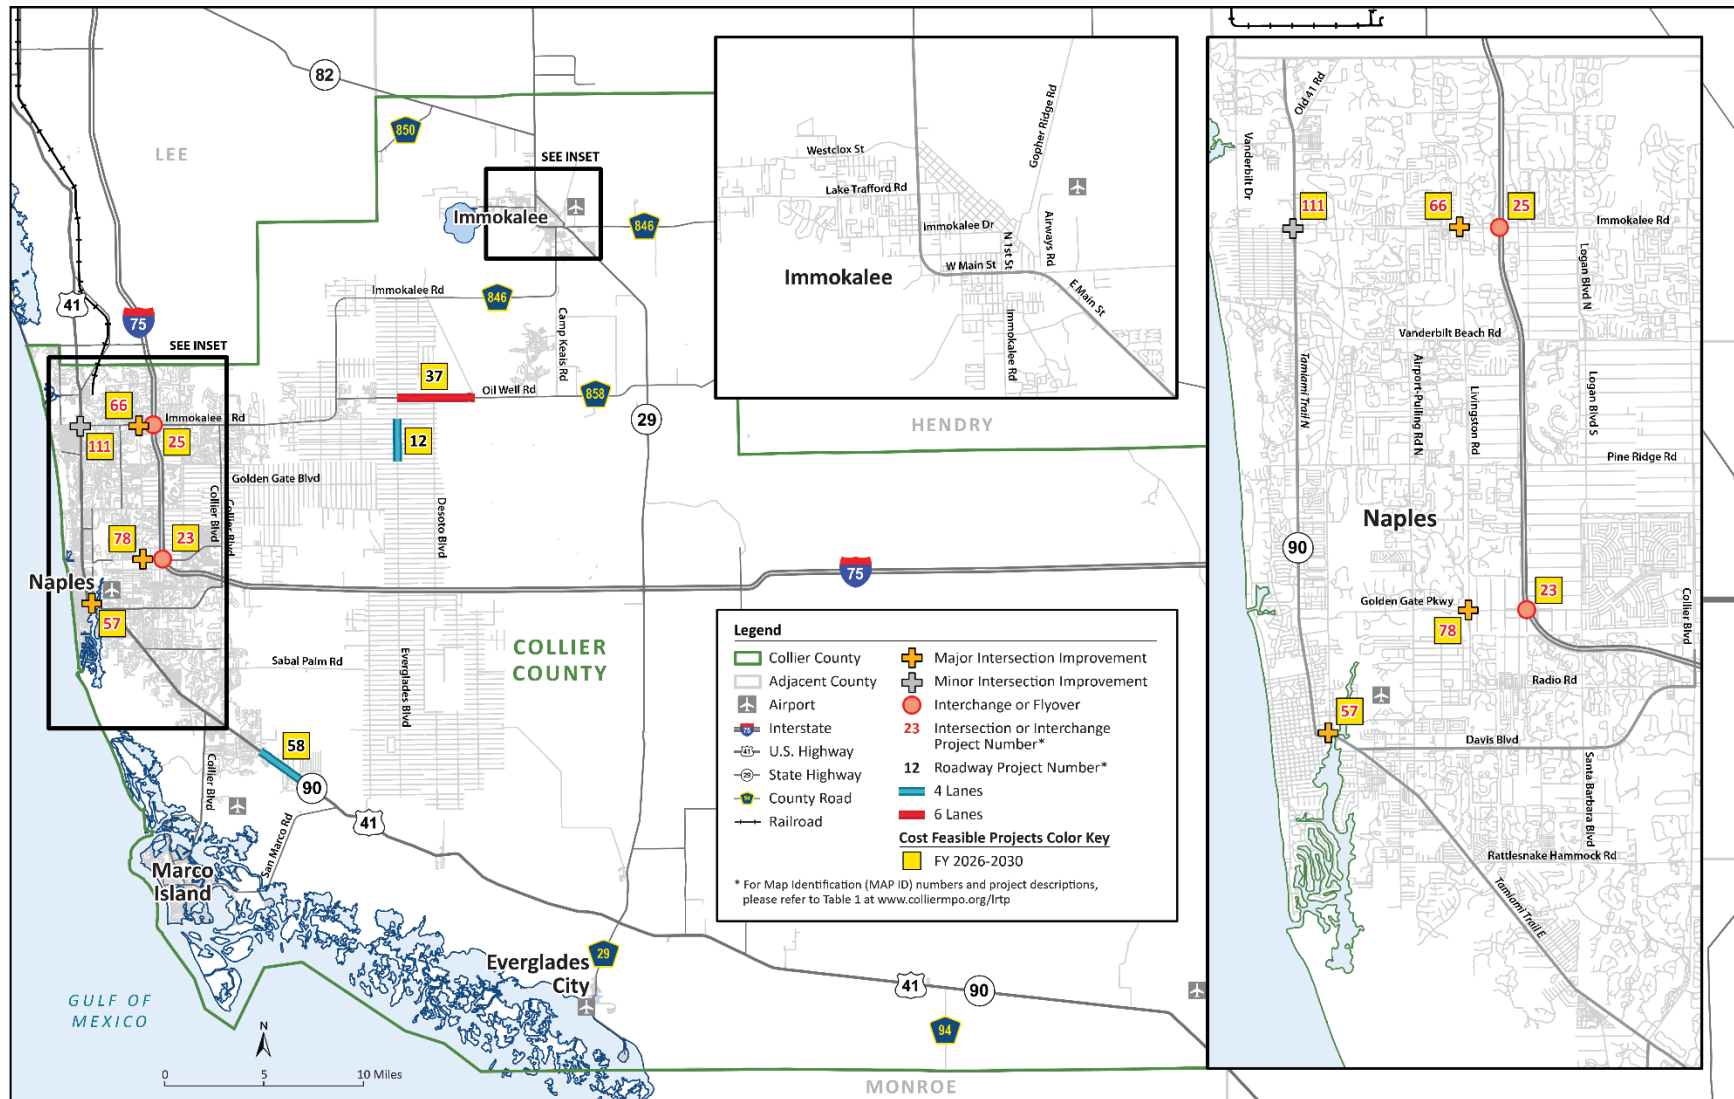 82
850
LEE
SEE INSET
Immokalee
846
41
75
Immokalee Rd
846
SEE INSET
Camp Keais Rd
37
Oil Well Rd
858
29
66
Immokalee Rd
111
25
12
Golden Gate Blvd
Collier Blvd
Collier Blvd
Desoto Blvd
78
23
75
Naples
57
Sabal Palm Rd
COLLIER
COUNTY
Everglades Blvd
58
90
Collier Blvd
41
San Marco Rd
Marco
Island
Everglades
City
29
41
90
94
GULF OF
MEXICO
N
0
5
10 Miles
MONROE
HENDRY
Westclox St
Lake Trafford Rd
Gopher Ridge Rd
Immokalee Dr
N 1st St
Airways Rd
W Main St
Immokalee
E Main St
Immokalee Rd
Legend
Collier County
Adjacent County
Airport
75
Interstate
41
U.S. Highway
29
State Highway
94
County Road
Railroad
Major Intersection Improvement
Minor Intersection Improvement
Interchange or Flyover
23
Intersection or Interchange
Project Number*
12
Roadway Project Number*
4 Lanes
6 Lanes
Cost Feasible Projects Color Key
FY 2026-2030
* For Map Identification (MAP ID) numbers and project descriptions,
please refer to Table 1 at www.colliermpo.org/lrtp
Old 41 Rd
Vanderbilt Dr
111
66
25
Immokalee Rd
Logan Blvd N
Vanderbilt Beach Rd
Tamiami Trail N
Airport-Pulling Rd N
Livingston Rd
Logan Blvd S
Pine Ridge Rd
Naples
90
Golden Gate Pkwy
78
23
Collier Blvd
Radio Rd
57
Davis Blvd
Santa Barbara Blvd
Rattlesnake Hammock Rd
Tamiami Trail E